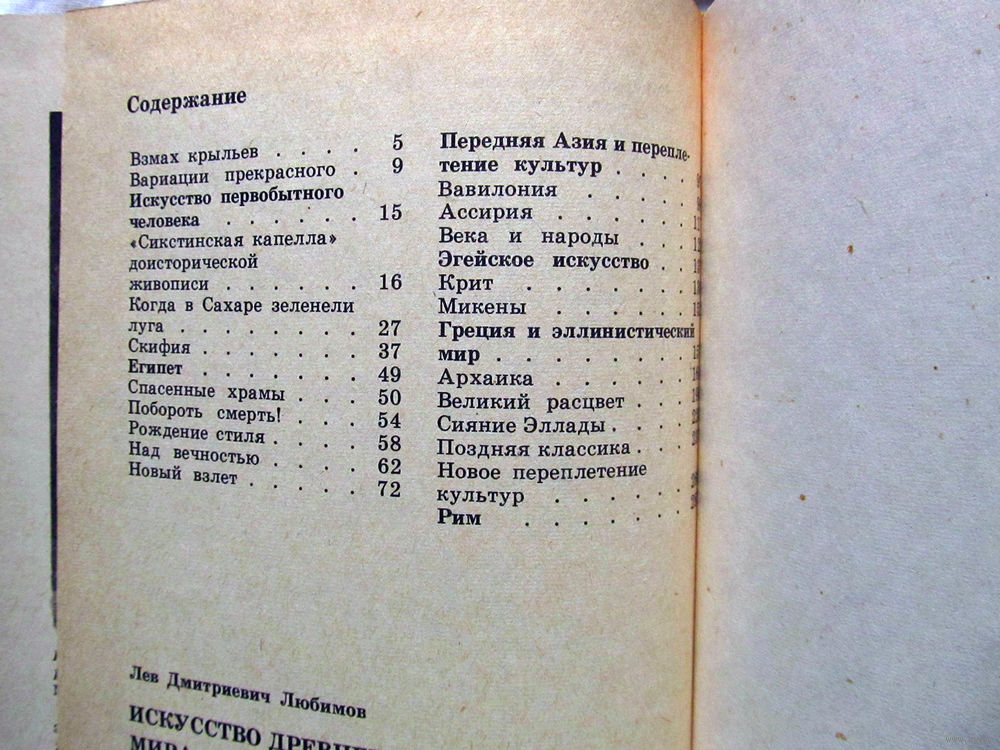 Содержание
Взмах крыльев . . . . 5
Вариации прекрасного . 9
Искусство первобытного
человека . . . . . . 15
«Сикстинская капелла»
доисторической
живописи . . . . . . 16
Когда в Сахаре зеленели
луга . . . . . . . . 27
Скифия . . . . . . . 37
Египет . . . . . . . 49
Спасенные храмы . . . 50
Побороть смерть! . . . 54
Рождение стиля . . . . 58
Над вечностью . . . . 62
Новый взлет . . . . . 72
Передняя Азия и перепле-
тение культур . . . .
Вавилония . . . . .
Ассирия . . . . . .
Века и народы . . .
Эгейское искусство . .
Крит . . . . . . .
Микены . . . . . .
Греция и эллинистический
мир . . . . . . . .
Архаика . . . . . .
Великий расцвет . . .
Сияние Эллады . . . .
Поздняя классика . . .
Новое переплетение
культур . . . . . .
Рим . . . . . . .
Лев Дмитриевич Любимов
ИСКУССТВО